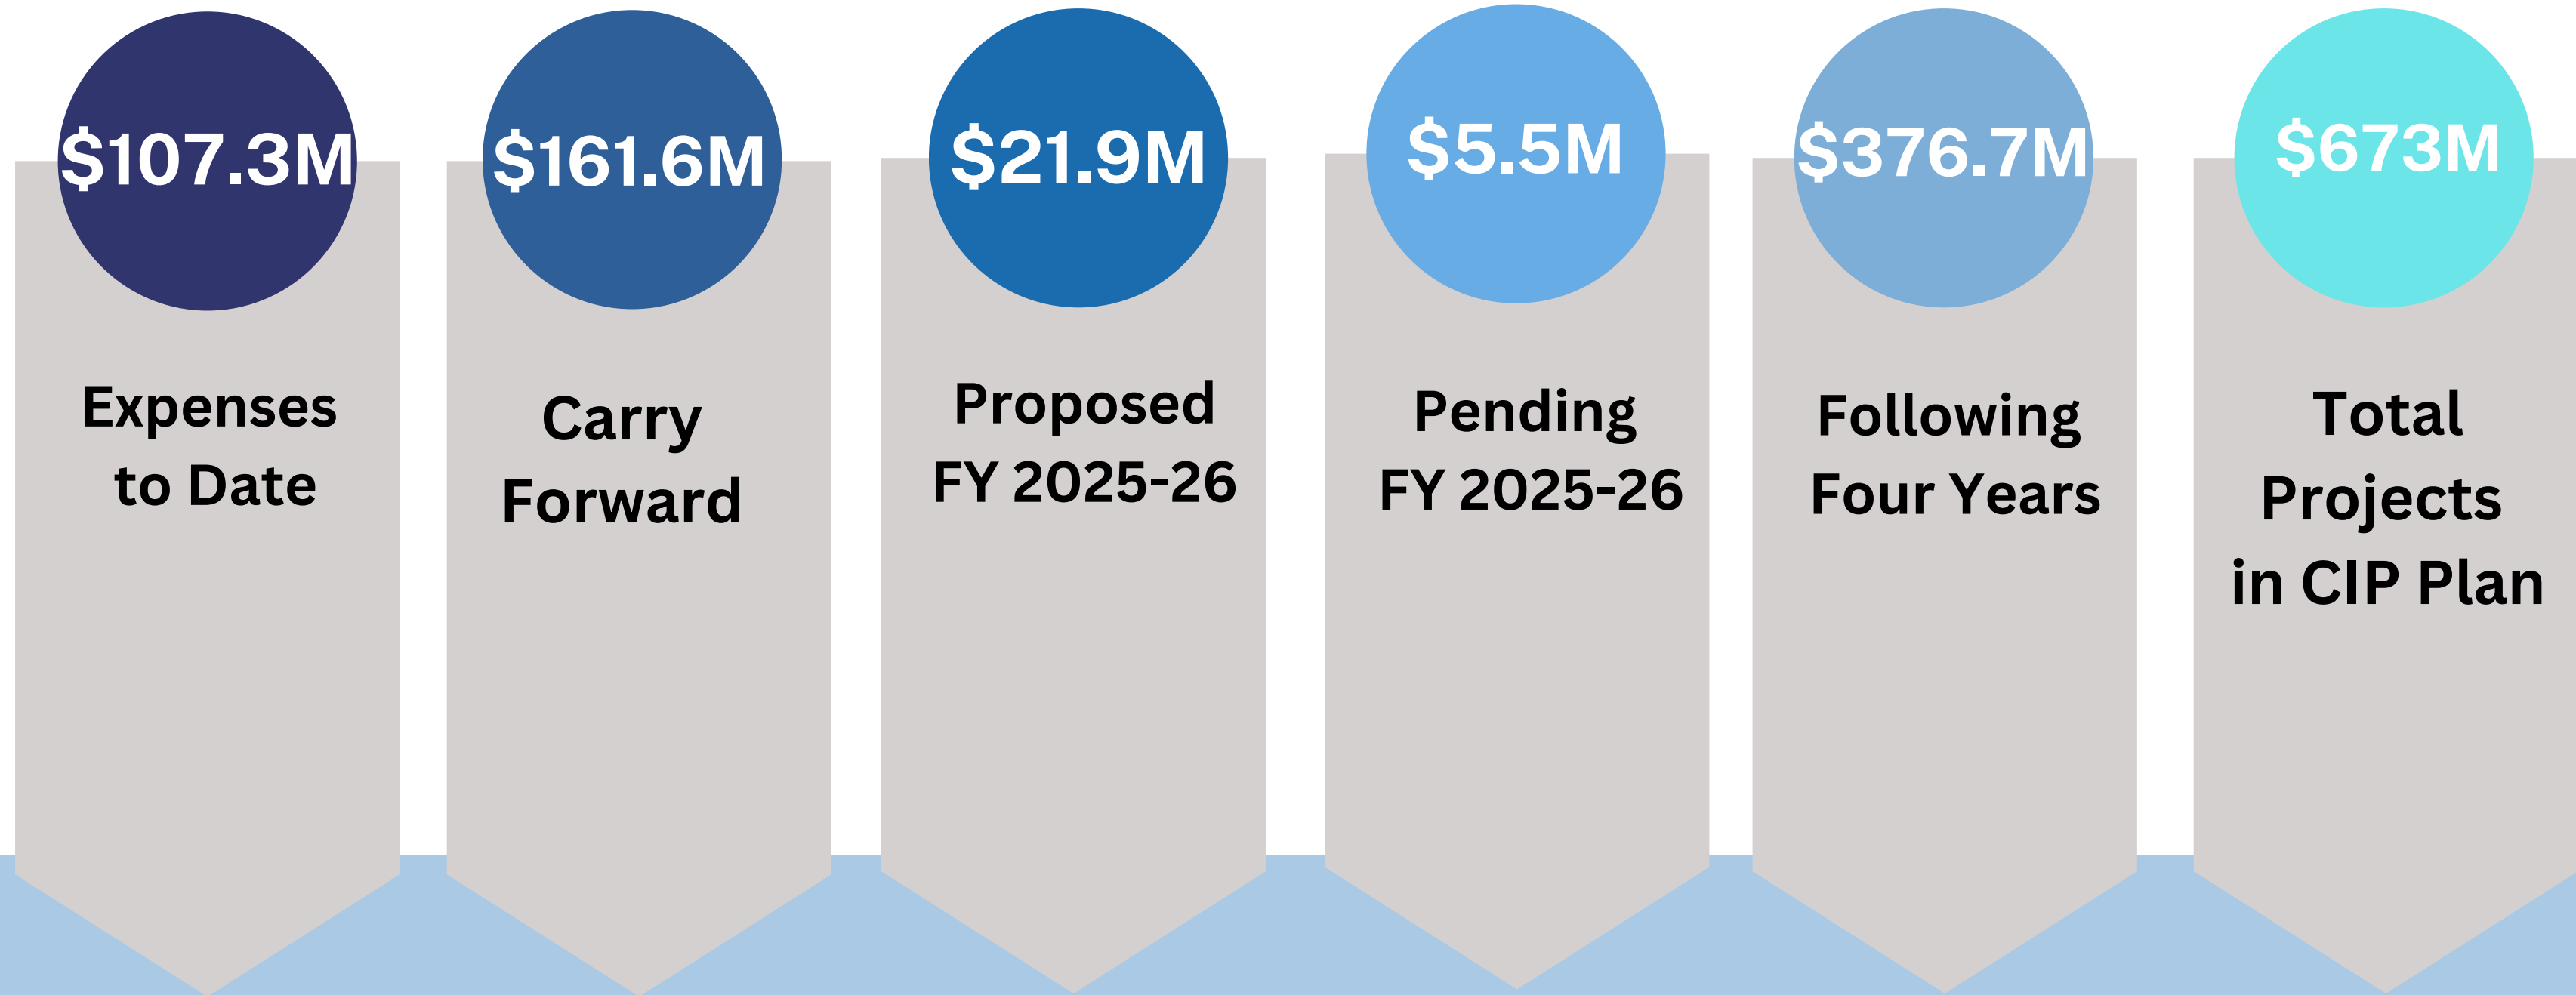 $107.3M
Expenses
to Date
$161.6M
Carry
Forward
$21.9M
Proposed
FY 2025-26
$5.5M
Pending
FY 2025-26
$376.7M
Following
Four Years
$673M
Total
Projects
in CIP Plan